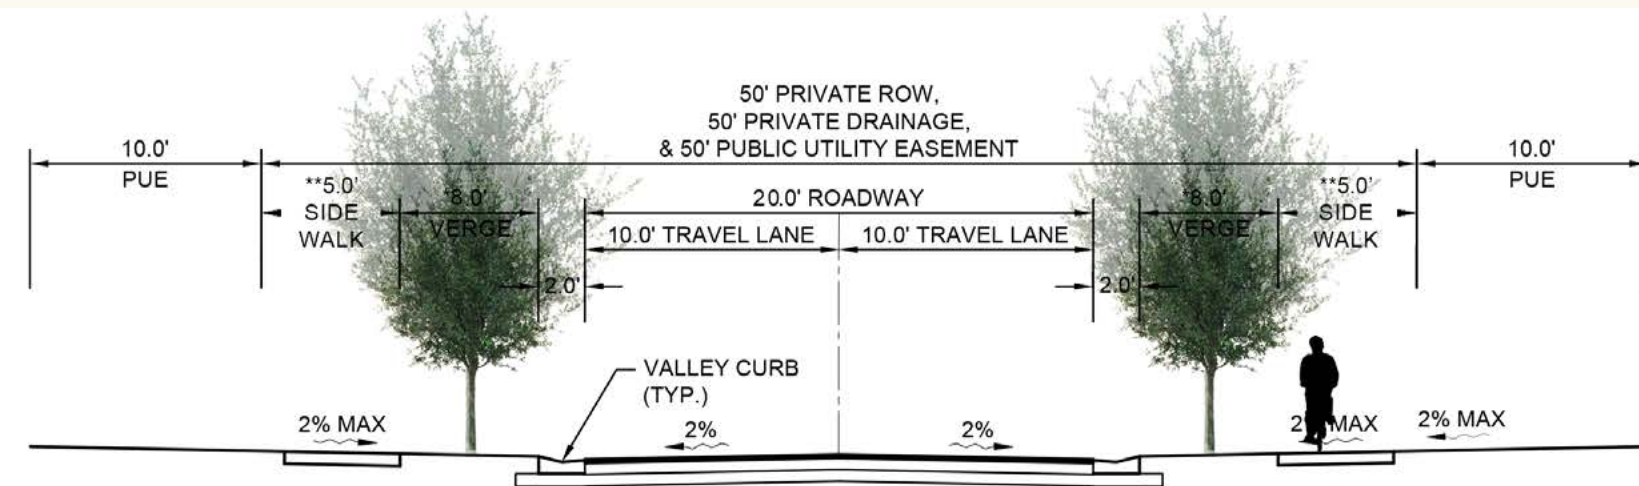 50' PRIVATE ROW,
50' PRIVATE DRAINAGE,
& 50' PUBLIC UTILITY EASEMENT
10.0'
PUE
10.0'
PUE
**5.0'
SIDE
WALK
*8.0'
VERGE
20.0' ROADWAY
*8.0'
VERGE
**5.0'
SIDE
WALK
10.0' TRAVEL LANE
10.0' TRAVEL LANE
2.0'
2.0'
VALLEY CURB
(TYP.)
2% MAX
2%
2%
2% MAX
2% MAX